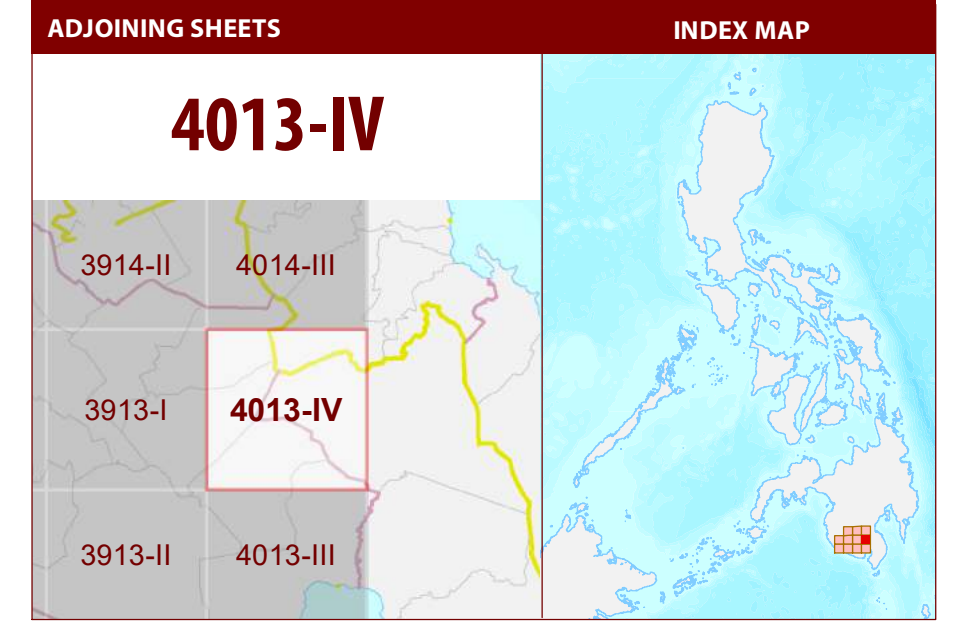 ADJOINING SHEETS
INDEX MAP
4013-IV
3914-II
4014-III
3913-I
4013-IV
3913-II
4013-III